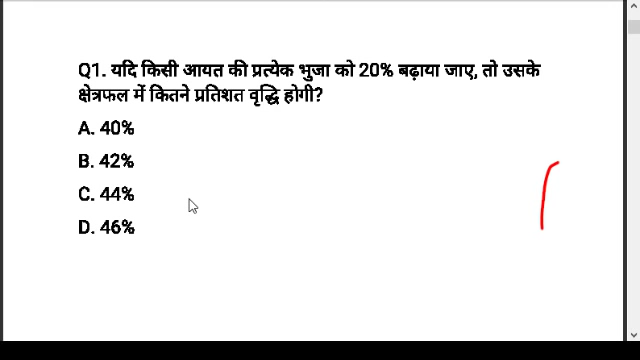 Q1. यदि किसी आयत की प्रत्येक भुजा को 20% बढ़ाया जाए, तो उसके
क्षेत्रफल में कितने प्रतिशत वृद्धि होगी?
A. 40%
B. 42%
C. 44%
D. 46%